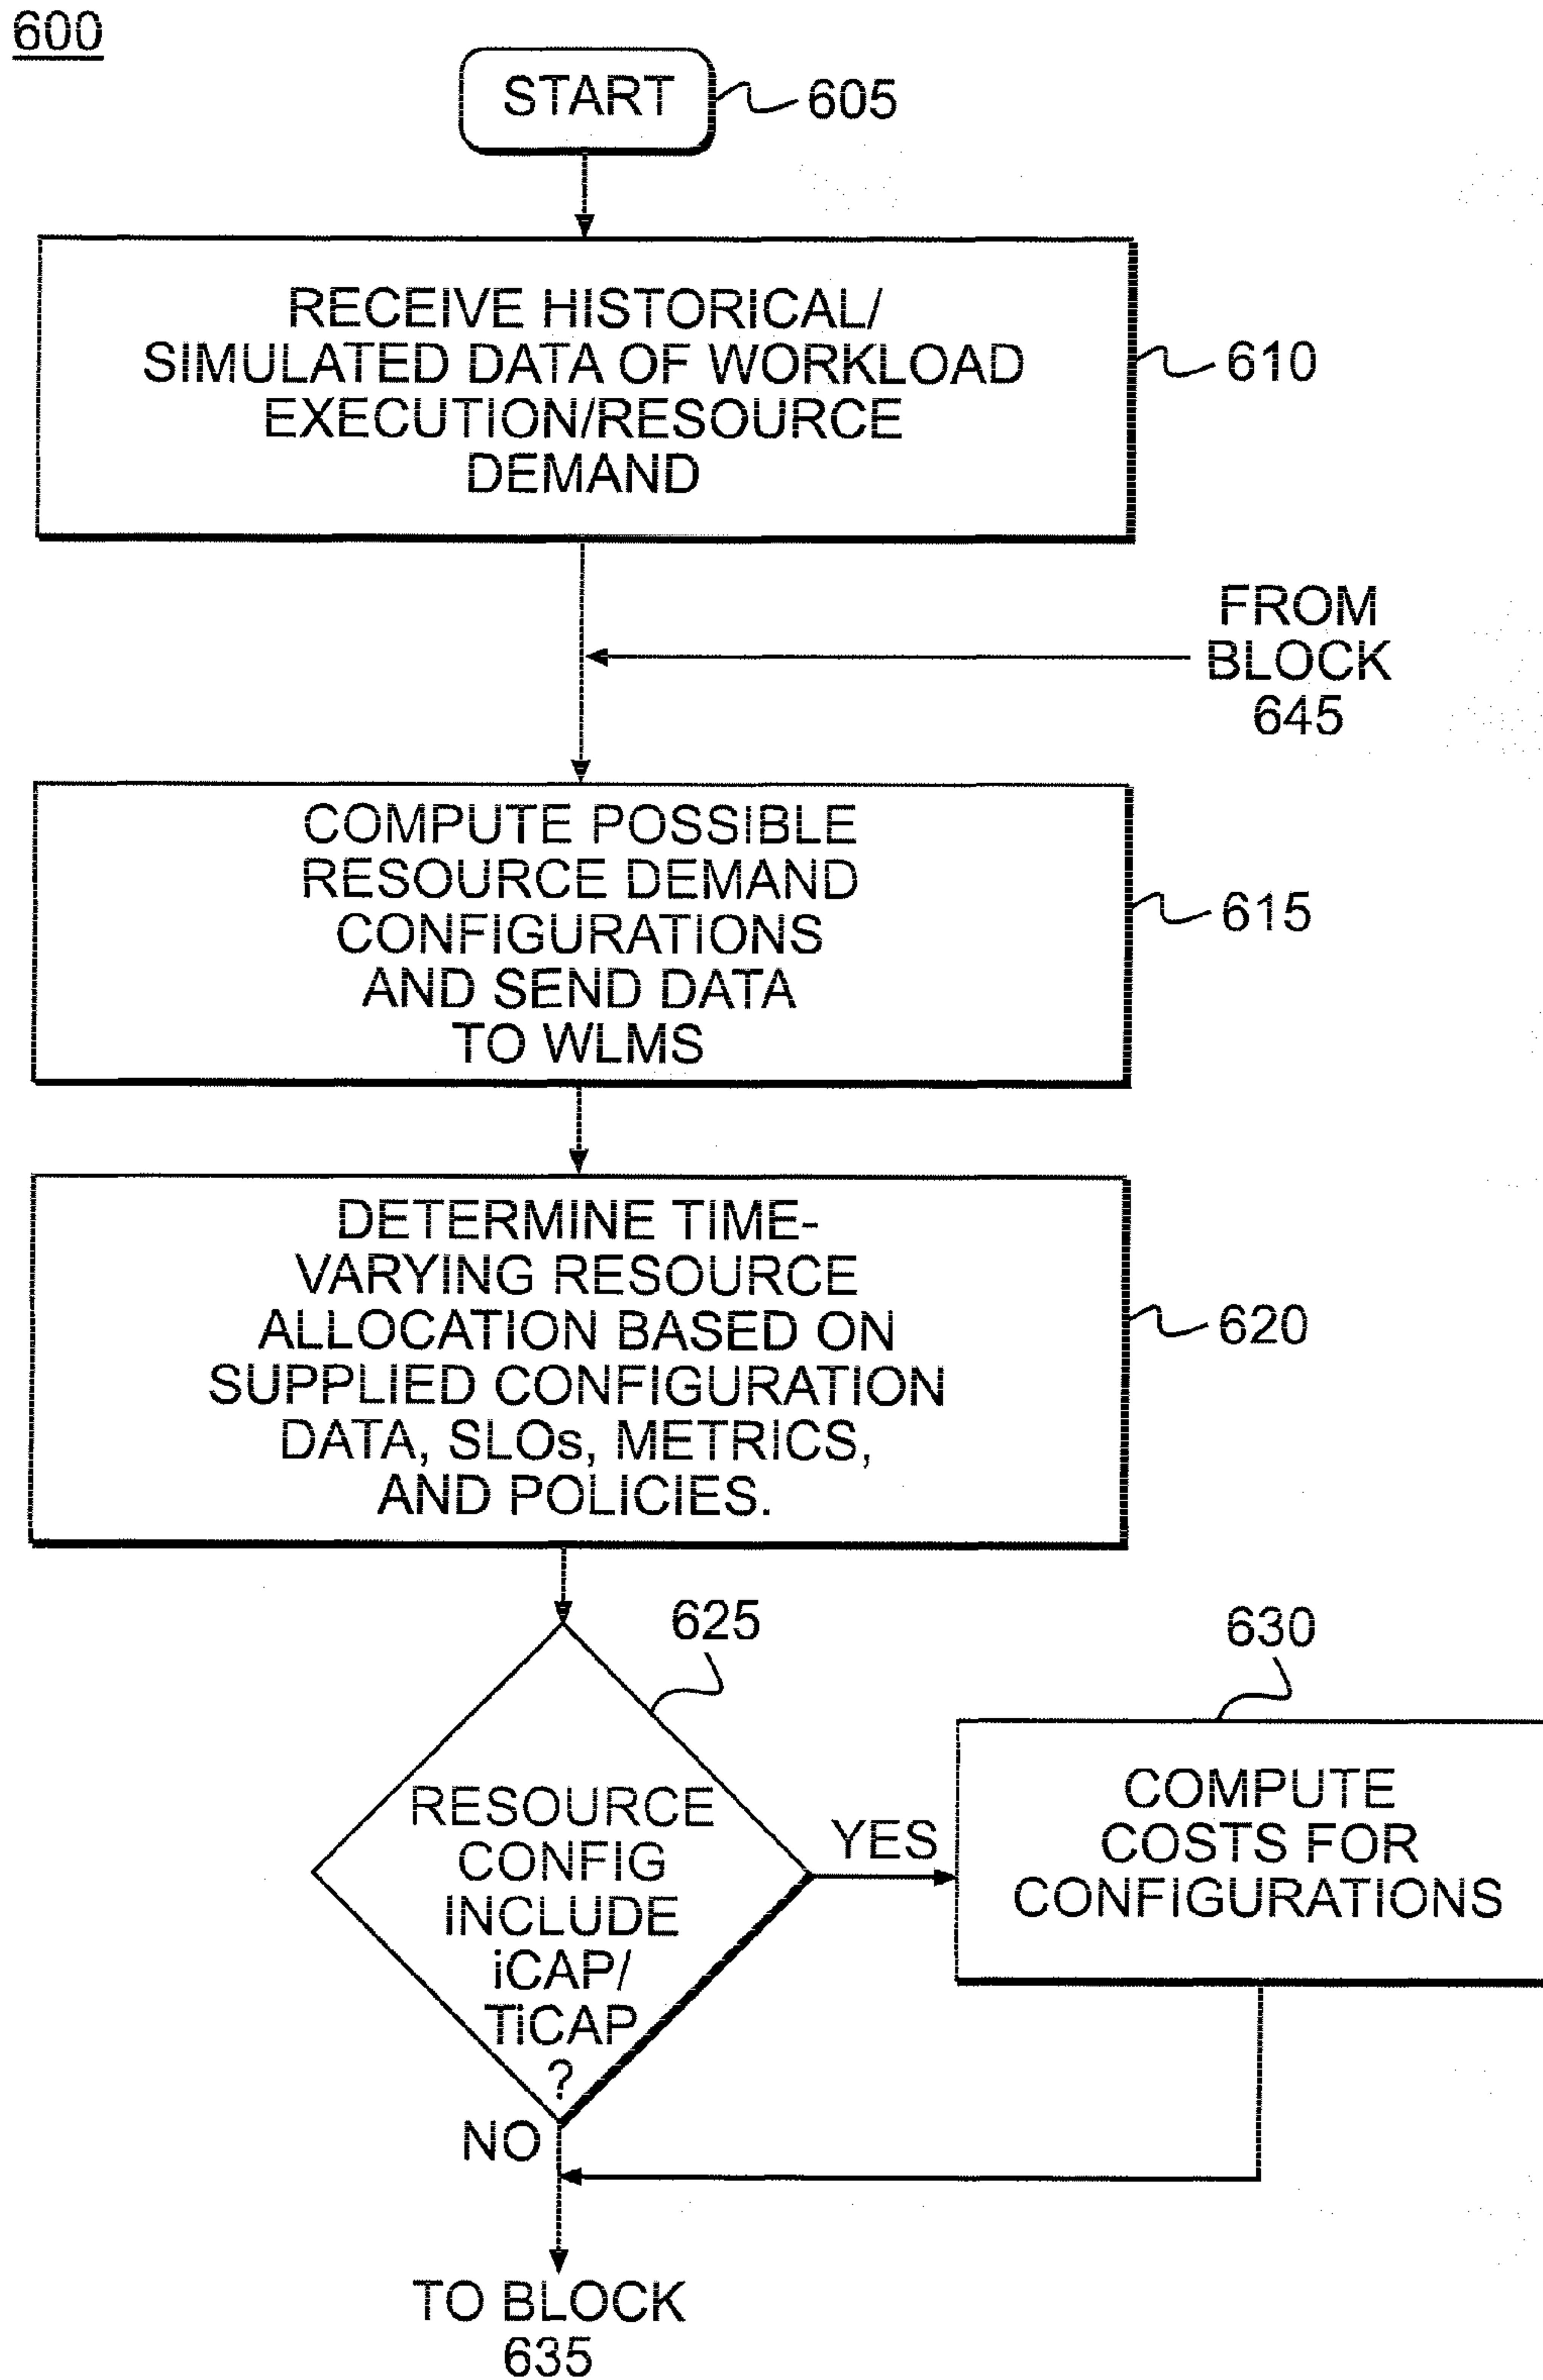 600
START
605
RECEIVE HISTORICAL/
SIMULATED DATA OF WORKLOAD
EXECUTION/RESOURCE
DEMAND
610
FROM
BLOCK
645
COMPUTE POSSIBLE
RESOURCE DEMAND
CONFIGURATIONS
AND SEND DATA
TO WLMS
615
DETERMINE TIME-
VARYING RESOURCE
ALLOCATION BASED ON
SUPPLIED CONFIGURATION
DATA, SLOs, METRICS,
AND POLICIES.
620
625
RESOURCE
CONFIG
INCLUDE
iCAP/
TiCAP
?
YES
630
COMPUTE
COSTS FOR
CONFIGURATIONS
NO
TO BLOCK
635